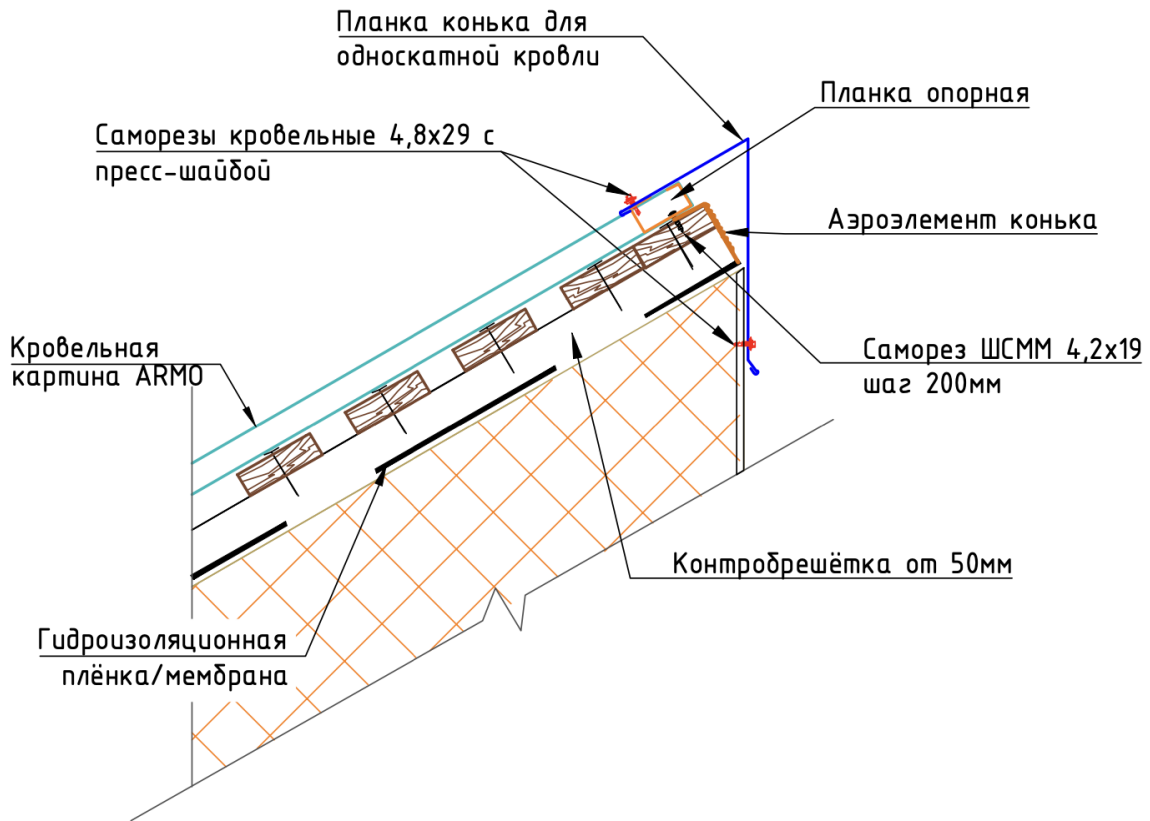 Планка конька для
односкатной кровли
Планка опорная
Саморезы кровельные 4,8х29 с
пресс-шайбой
Аэроэлемент конька
Кровельная
картина ARMO
Саморез ШСММ 4,2х19
шаг 200мм
Контробрешётка от 50мм
Гидроизоляционная
плёнка/мембрана